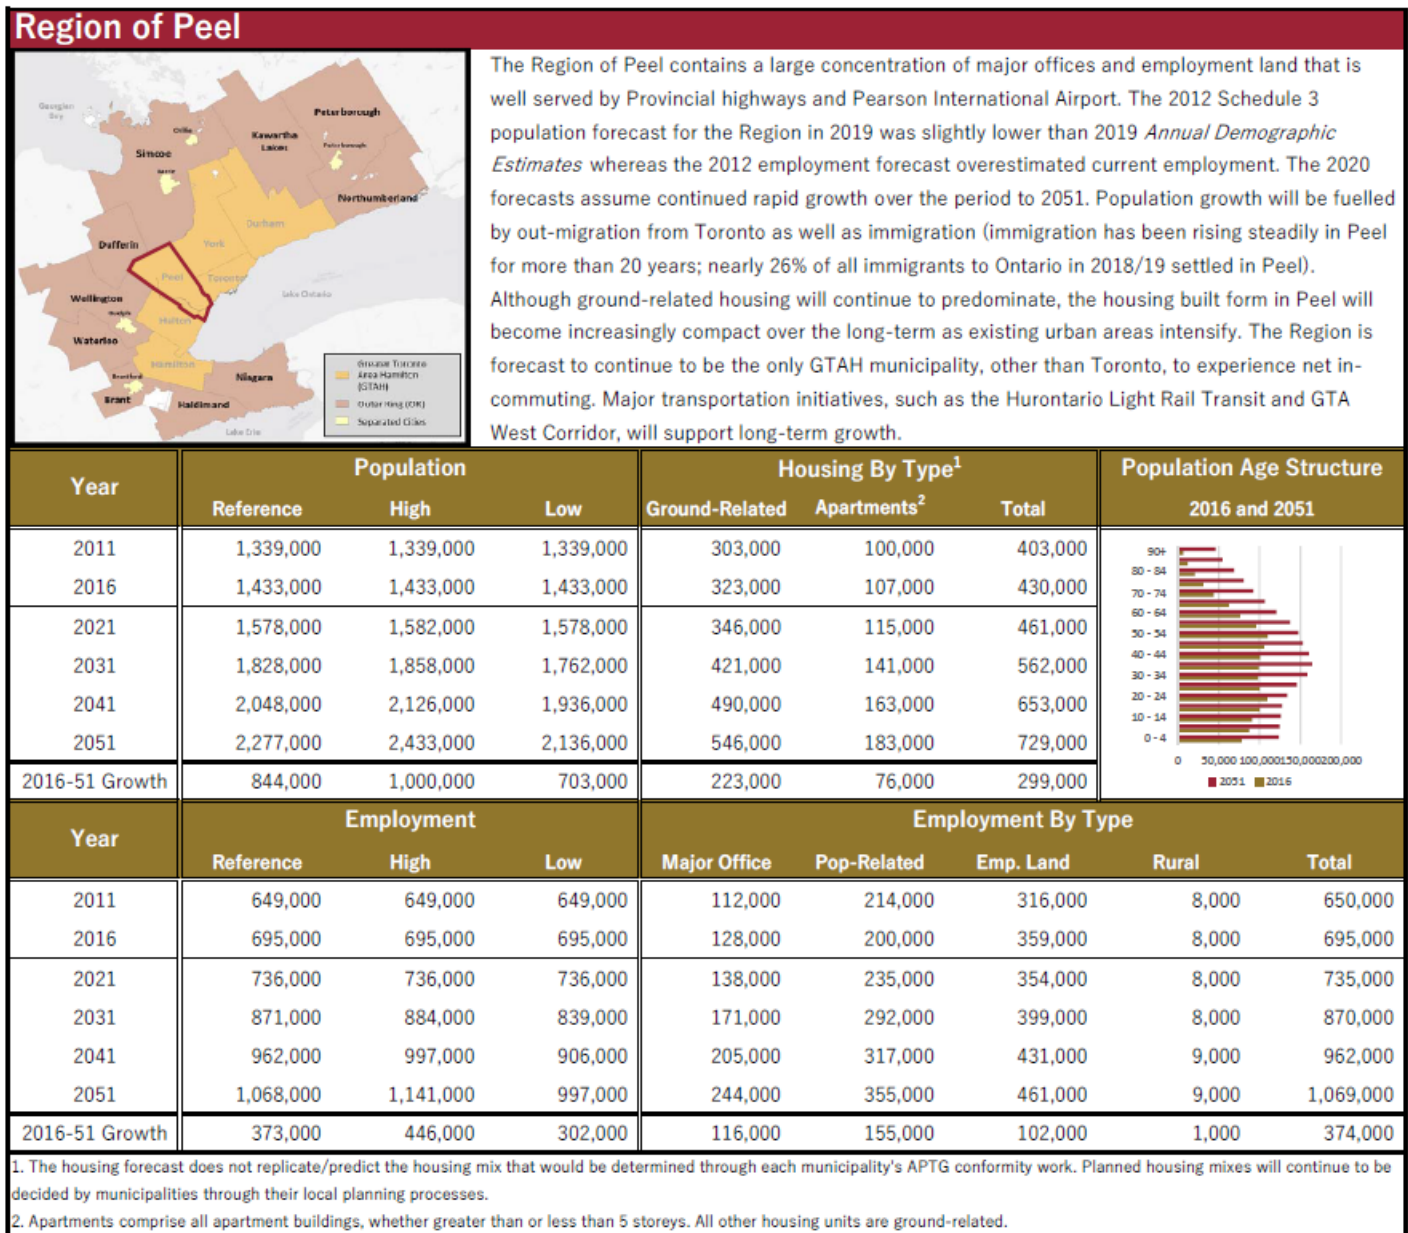 Region of Peel
Georgian
Bay
Peterborough
Orillia
Kawartha
Lakes
Peterborough
Simcoe
Barrie
Northumberland
Durham
Dufferin
York
Peel
Toronto
Lake Ontario
Wellington
Guelph
Halton
Waterloo
Hamilton
Brantford
Niagara
Brant
Haldimand
Lake Erie
Greater Toronto
Area Hamilton
(GTAH)
Outer Ring (OR)
Separated Cities
The Region of Peel contains a large concentration of major offices and employment land that is
well served by Provincial highways and Pearson International Airport. The 2012 Schedule 3
population forecast for the Region in 2019 was slightly lower than 2019 Annual Demographic
Estimates whereas the 2012 employment forecast overestimated current employment. The 2020
forecasts assume continued rapid growth over the period to 2051. Population growth will be fuelled
by out-migration from Toronto as well as immigration (immigration has been rising steadily in Peel
for more than 20 years; nearly 26% of all immigrants to Ontario in 2018/19 settled in Peel).
Although ground-related housing will continue to predominate, the housing built form in Peel will
become increasingly compact over the long-term as existing urban areas intensify. The Region is
forecast to continue to be the only GTAH municipality, other than Toronto, to experience net in-
commuting. Major transportation initiatives, such as the Hurontario Light Rail Transit and GTA
West Corridor, will support long-term growth.
Year Population Housing By Type¹ Population Age Structure
Reference High Low Ground-Related Apartments² Total 2016 and 2051
2011 1,339,000 1,339,000 1,339,000 303,000 100,000 403,000
2016 1,433,000 1,433,000 1,433,000 323,000 107,000 430,000
2021 1,578,000 1,582,000 1,578,000 346,000 115,000 461,000
2031 1,828,000 1,858,000 1,762,000 421,000 141,000 562,000
2041 2,048,000 2,126,000 1,936,000 490,000 163,000 653,000
2051 2,277,000 2,433,000 2,136,000 546,000 183,000 729,000
2016-51 Growth 844,000 1,000,000 703,000 223,000 76,000 299,000
90+
80 - 84
70 - 74
60 - 64
50 - 54
40 - 44
30 - 34
20 - 24
10 - 14
0 - 4
0 50,000 100,000 150,000 200,000
2051 2016
Year Employment Employment By Type
Reference High Low Major Office Pop-Related Emp. Land Rural Total
2011 649,000 649,000 649,000 112,000 214,000 316,000 8,000 650,000
2016 695,000 695,000 695,000 128,000 200,000 359,000 8,000 695,000
2021 736,000 736,000 736,000 138,000 235,000 354,000 8,000 735,000
2031 871,000 884,000 839,000 171,000 292,000 399,000 8,000 870,000
2041 962,000 997,000 906,000 205,000 317,000 431,000 9,000 962,000
2051 1,068,000 1,141,000 997,000 244,000 355,000 461,000 9,000 1,069,000
2016-51 Growth 373,000 446,000 302,000 116,000 155,000 102,000 1,000 374,000
1. The housing forecast does not replicate/predict the housing mix that would be determined through each municipality's APTG conformity work. Planned housing mixes will continue to be
decided by municipalities through their local planning processes.
2. Apartments comprise all apartment buildings, whether greater than or less than 5 storeys. All other housing units are ground-related.